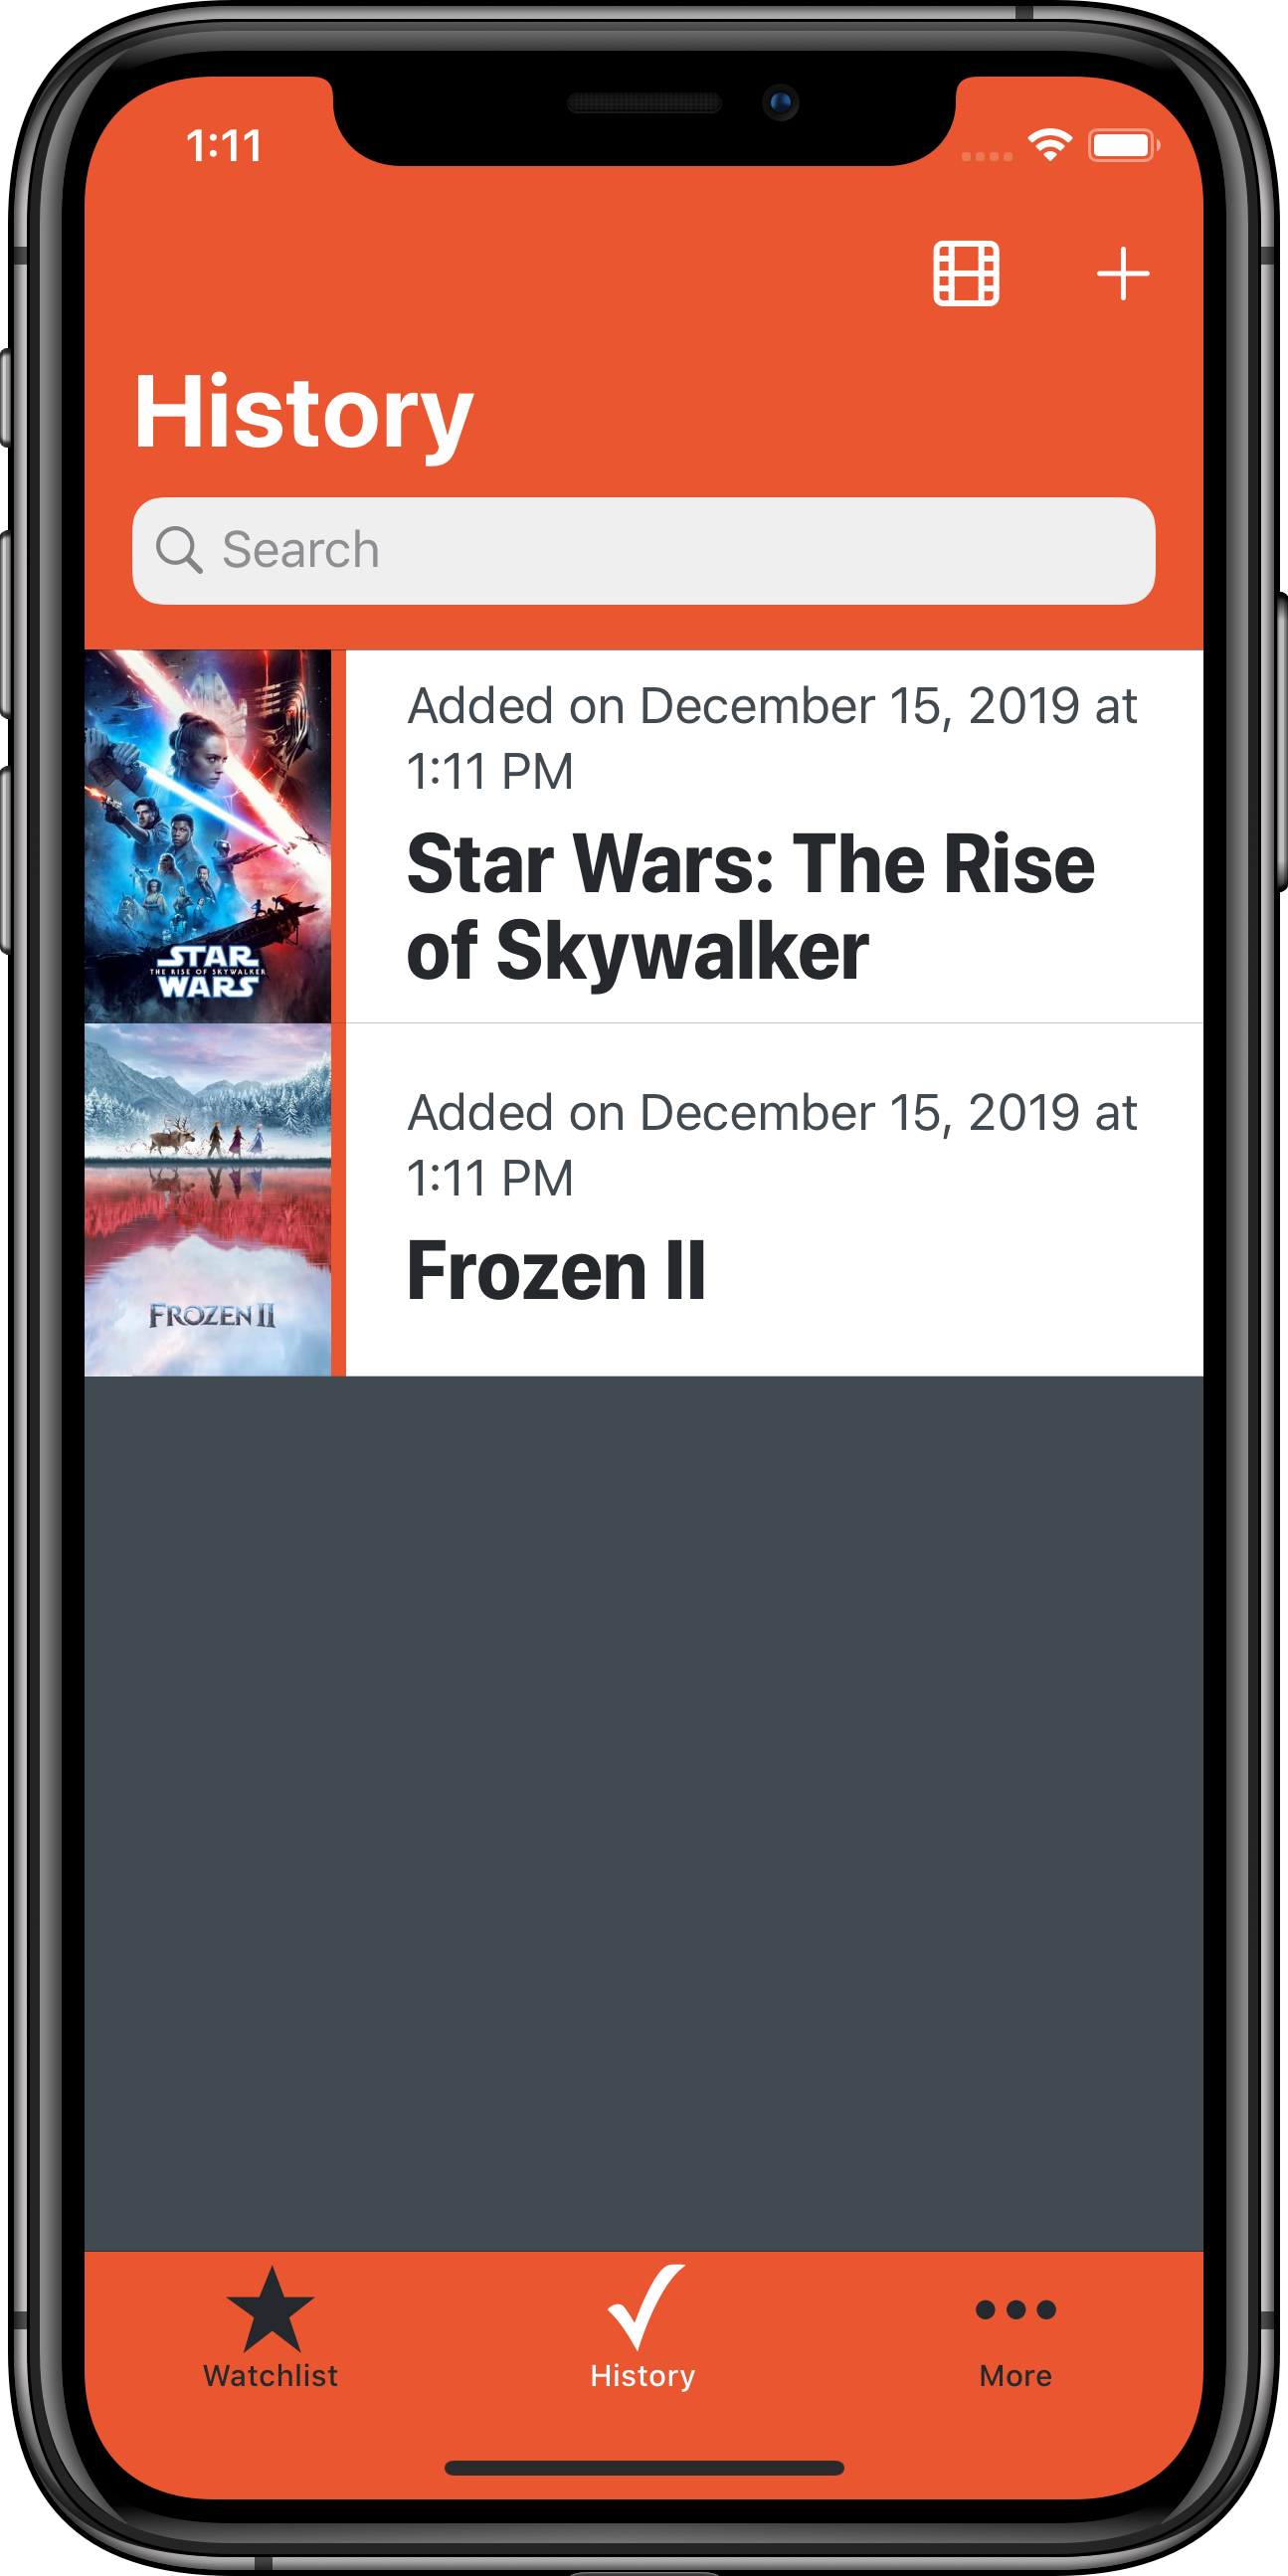 1:11
History
Search
Added on December 15, 2019 at
1:11 PM
Star Wars: The Rise
of Skywalker
STAR
THE RISE OF SKYWALKER
WARS
Added on December 15, 2019 at
1:11 PM
Frozen II
FROZEN II
Watchlist
History
More